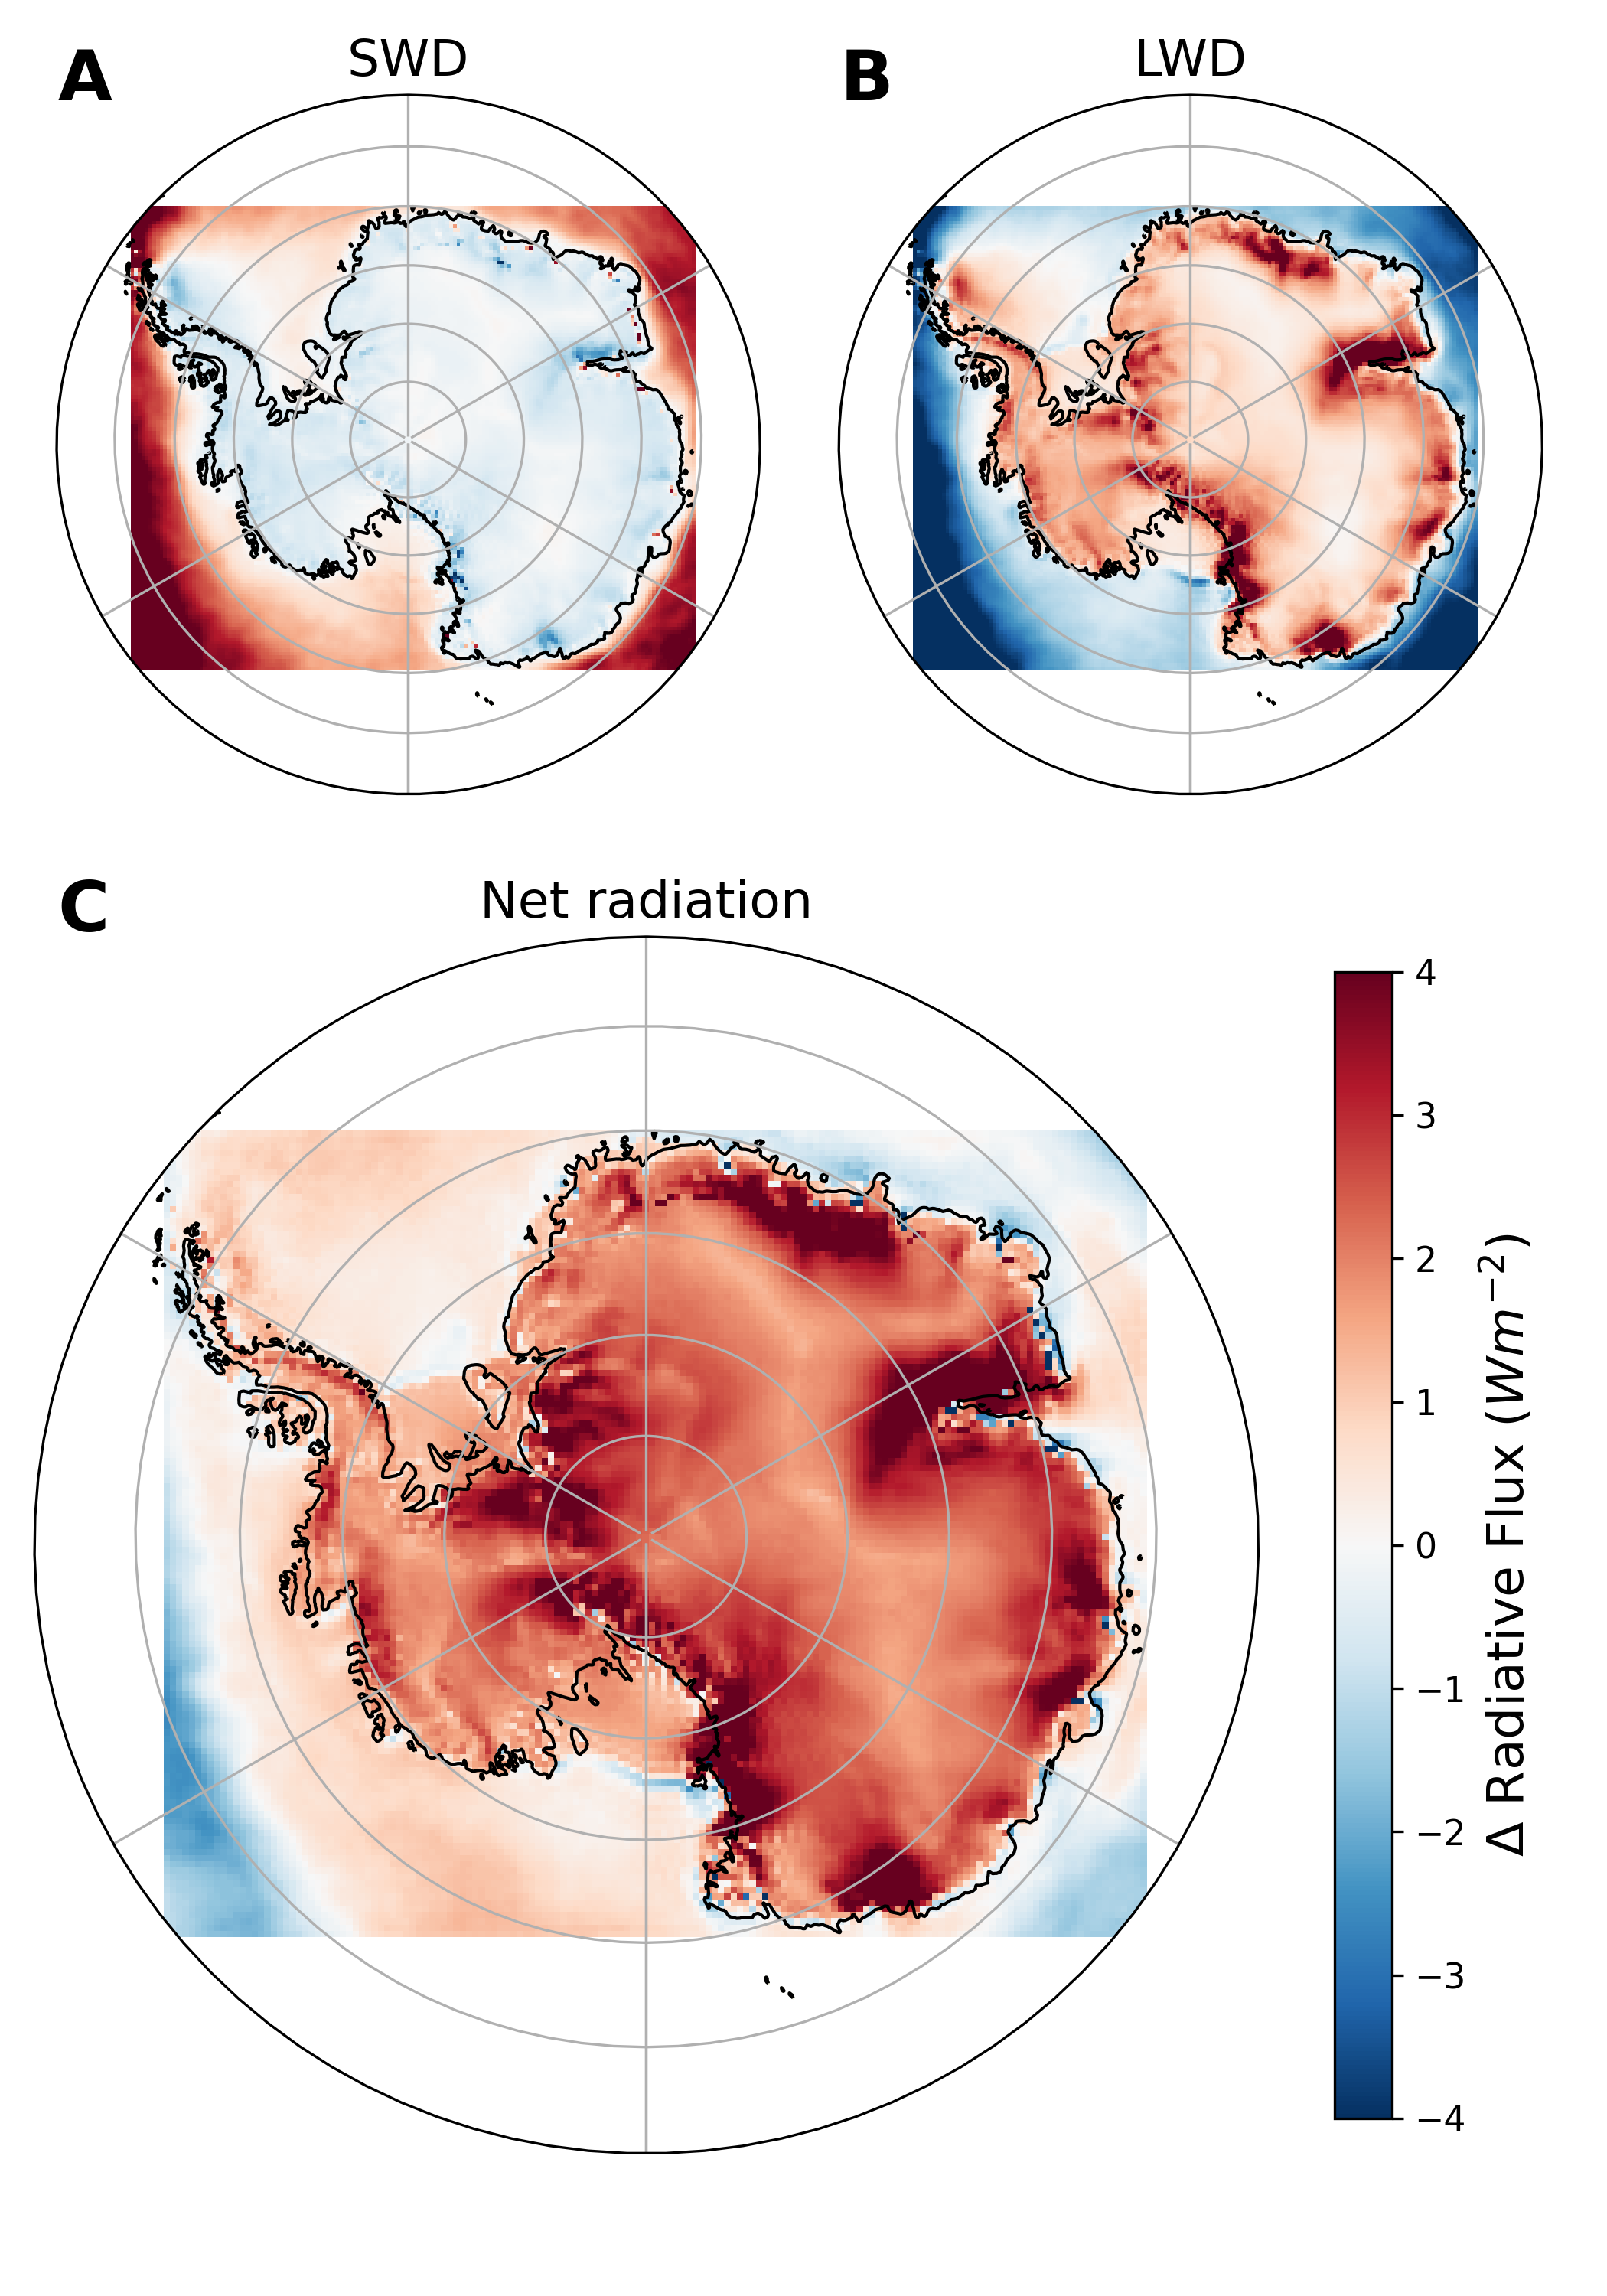 A
SWD
B
LWD
C
Net radiation
4
3
2
1
0
−1
−2
−3
−4
Δ Radiative Flux (Wm⁻²)